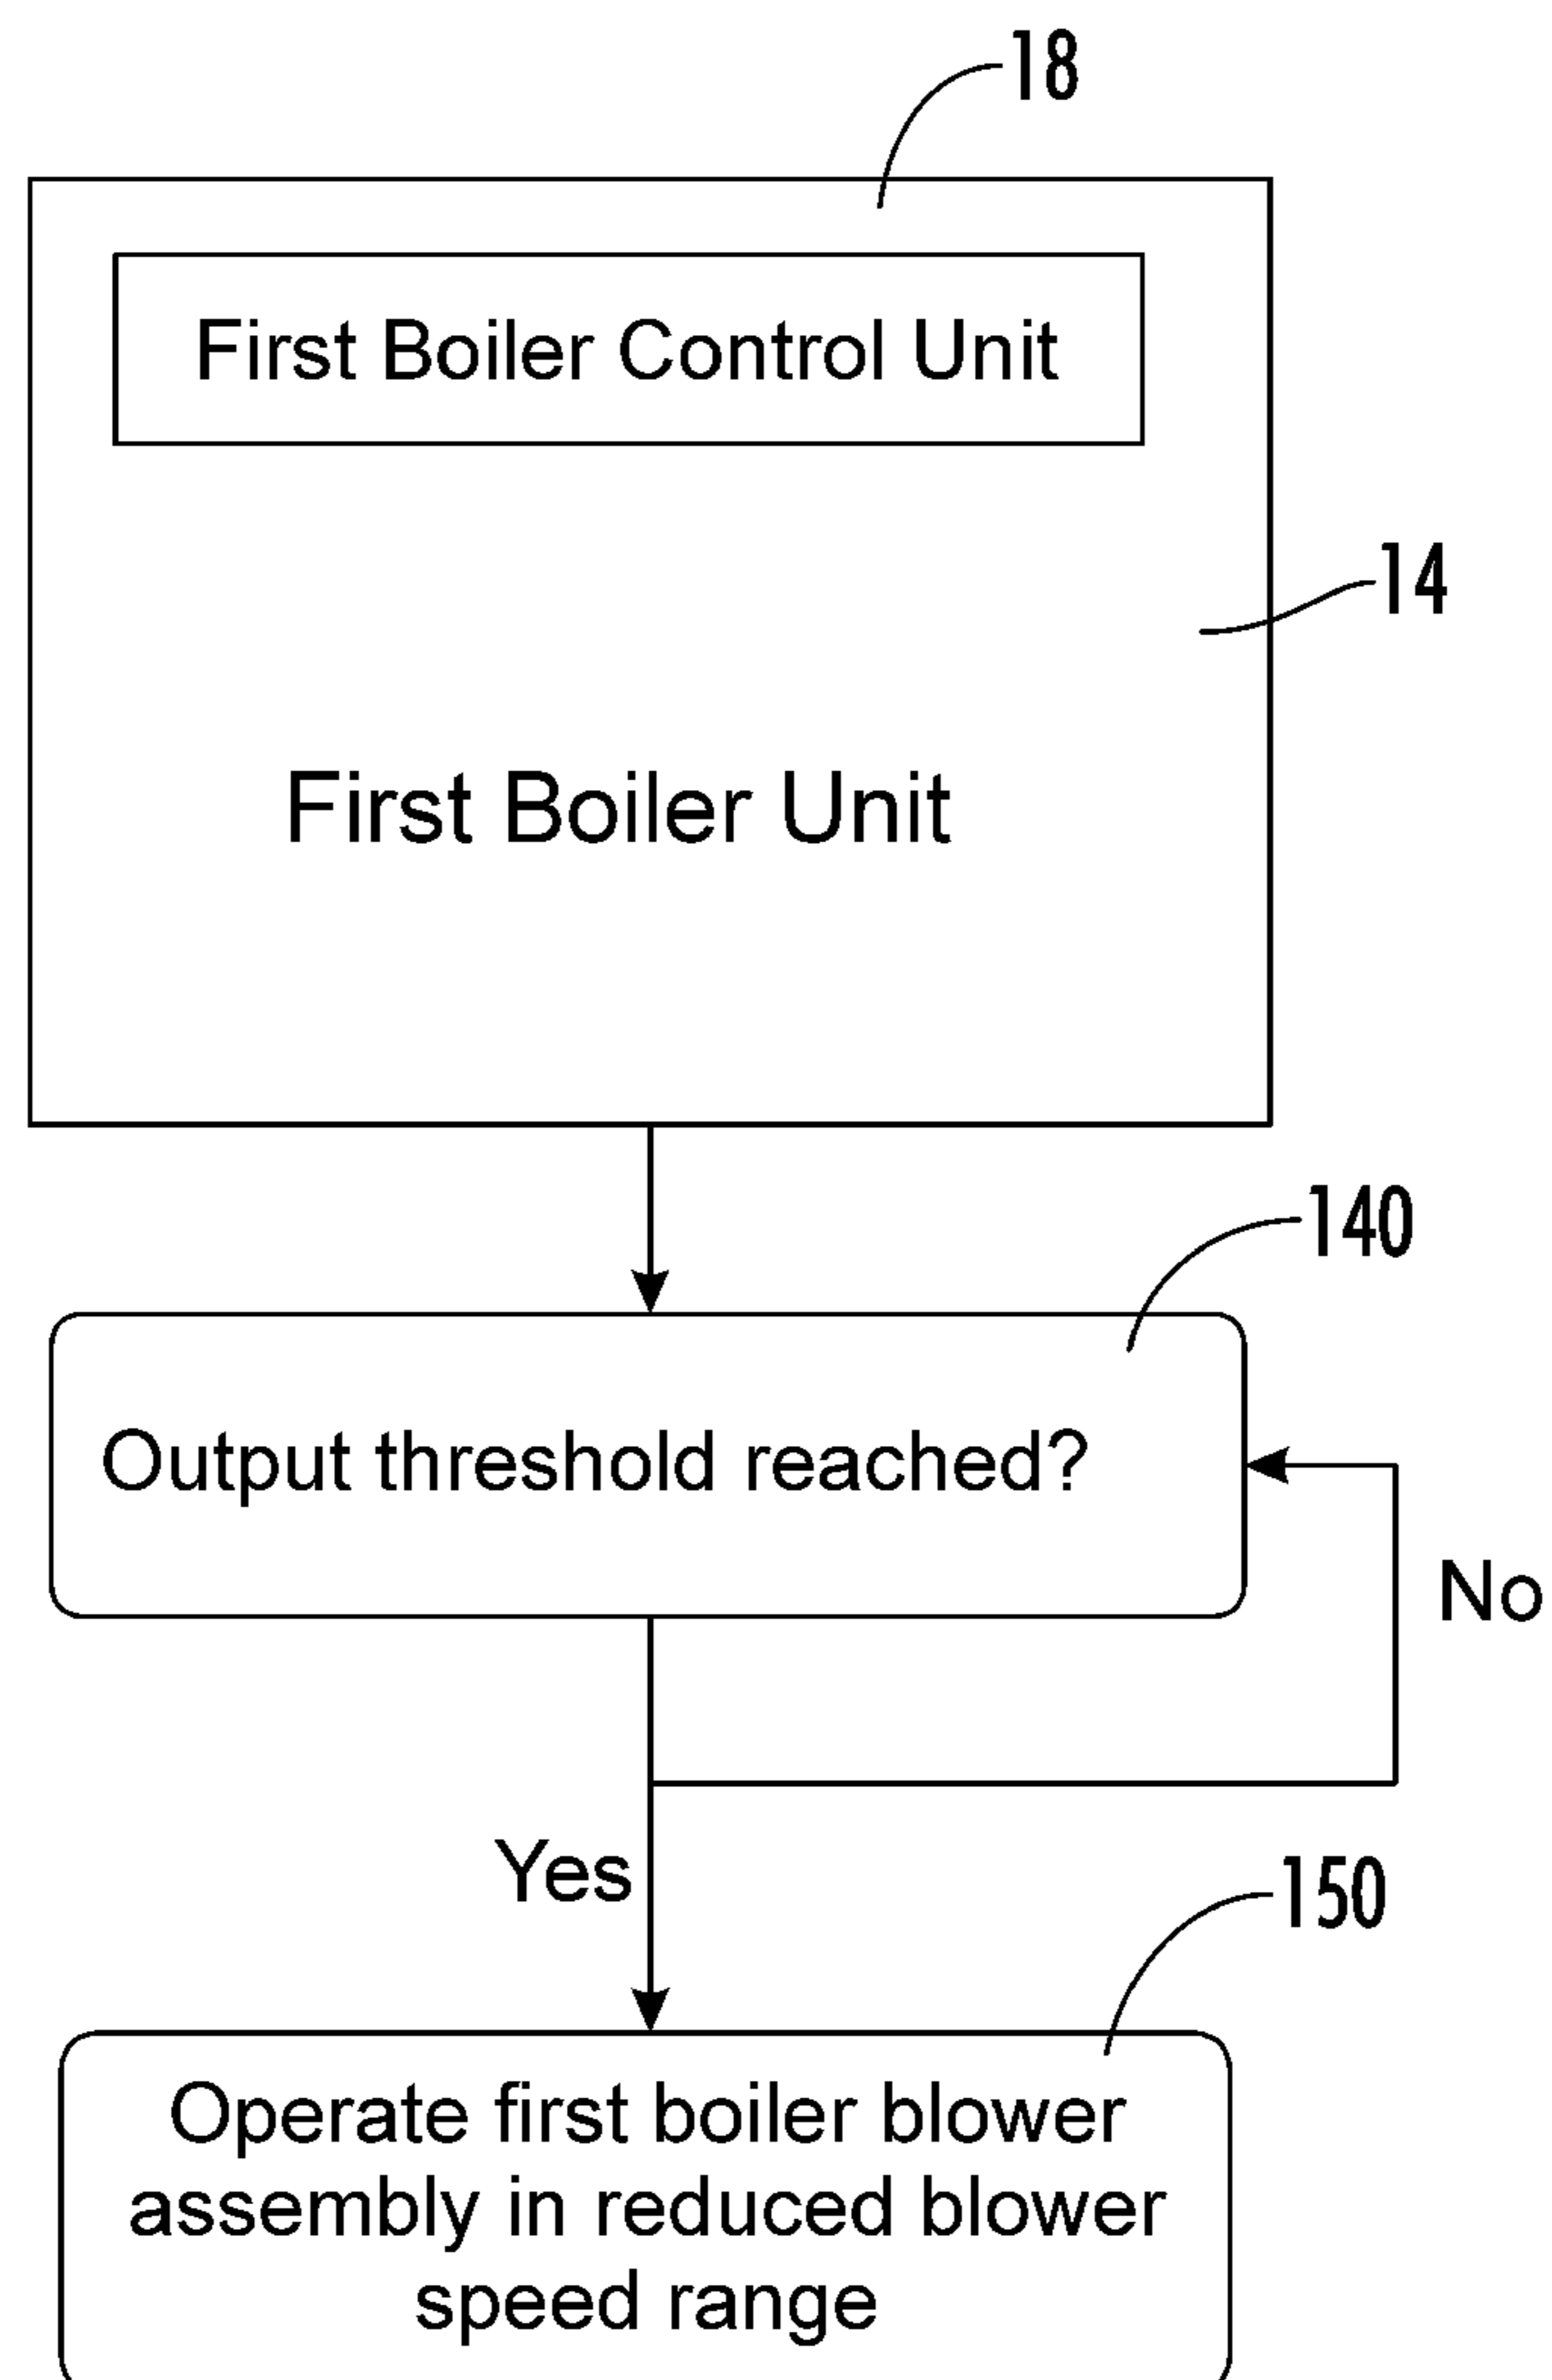 18
First Boiler Control Unit
14
First Boiler Unit
140
Output threshold reached?
No
Yes
150
Operate first boiler blower
assembly in reduced blower
speed range